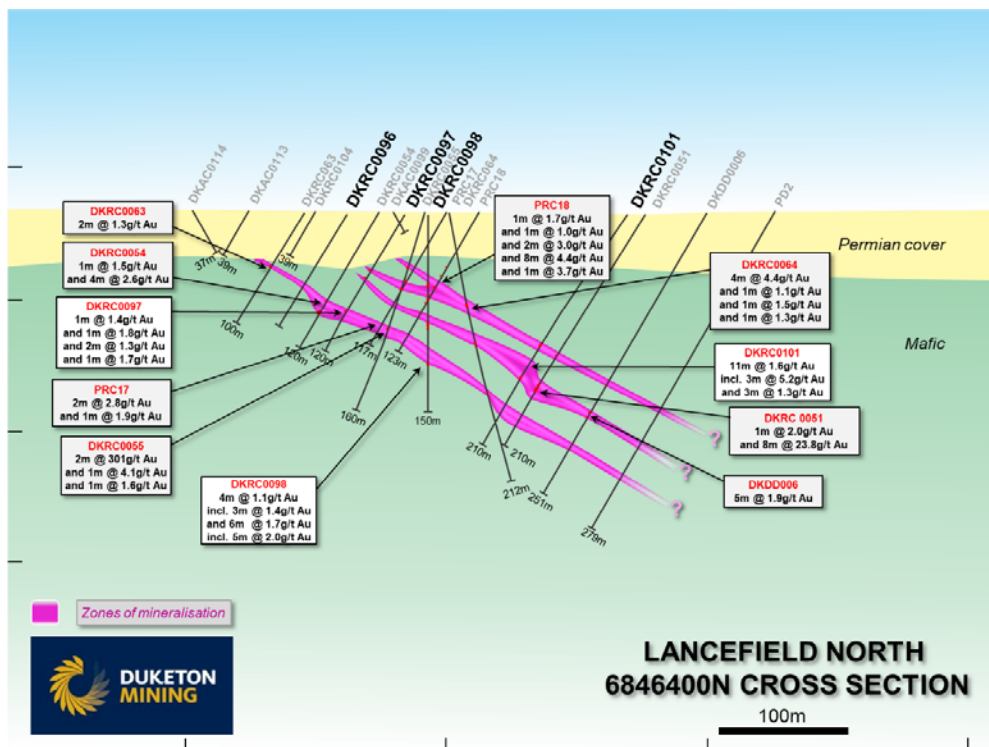 DKAC0114
DKAC0113
DKRC063
DKRC0104
DKRC0096
DKRC0054
DKAC0099
DKRC0097
DKRC0055
DKRC0098
PRC17
DKRC064
PRC18
DKRC0101
DKRC0051
DKDD0006
PD2
DKRC0063
2m @ 1.3g/t Au
DKRC0054
1m @ 1.5g/t Au
and 4m @ 2.6g/t Au
DKRC0097
1m @ 1.4g/t Au
and 1m @ 1.8g/t Au
and 2m @ 1.3g/t Au
and 1m @ 1.7g/t Au
PRC17
2m @ 2.8g/t Au
and 1m @ 1.9g/t Au
DKRC0055
2m @ 301g/t Au
and 1m @ 4.1g/t Au
and 1m @ 1.6g/t Au
DKRC0098
4m @ 1.1g/t Au
incl. 3m @ 1.4g/t Au
and 6m @ 1.7g/t Au
incl. 5m @ 2.0g/t Au
PRC18
1m @ 1.7g/t Au
and 1m @ 1.0g/t Au
and 2m @ 3.0g/t Au
and 8m @ 4.4g/t Au
and 1m @ 3.7g/t Au
DKRC0064
4m @ 4.4g/t Au
and 1m @ 1.1g/t Au
and 1m @ 1.5g/t Au
and 1m @ 1.3g/t Au
DKRC0101
11m @ 1.6g/t Au
incl. 3m @ 5.2g/t Au
and 3m @ 1.3g/t Au
DKRC 0051
1m @ 2.0g/t Au
and 8m @ 23.8g/t Au
DKDD006
5m @ 1.9g/t Au
Permian cover
Mafic
37m
39m
39m
100m
120m
120m
117m
123m
160m
150m
210m
210m
212m
251m
279m
?
?
?
Zones of mineralisation
DUKETON
MINING
LANCEFIELD NORTH
6846400N CROSS SECTION
100m